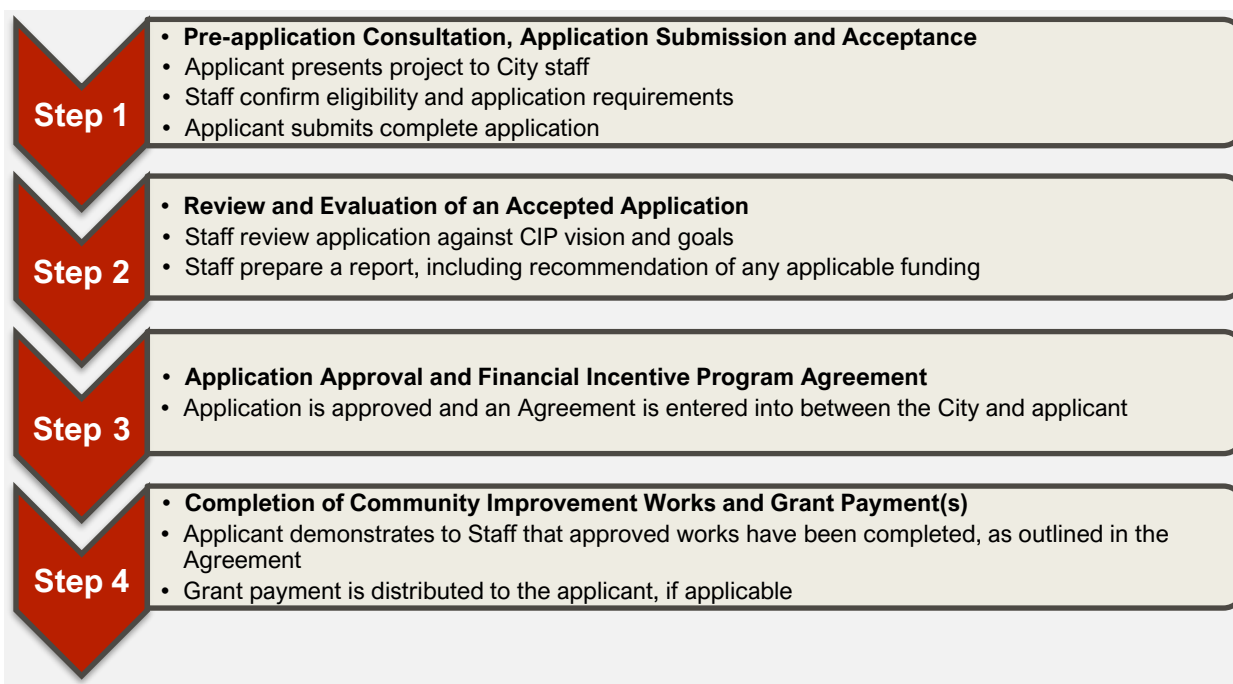 Step 1
• Pre-application Consultation, Application Submission and Acceptance
• Applicant presents project to City staff
• Staff confirm eligibility and application requirements
• Applicant submits complete application
Step 2
• Review and Evaluation of an Accepted Application
• Staff review application against CIP vision and goals
• Staff prepare a report, including recommendation of any applicable funding
Step 3
• Application Approval and Financial Incentive Program Agreement
• Application is approved and an Agreement is entered into between the City and applicant
Step 4
• Completion of Community Improvement Works and Grant Payment(s)
• Applicant demonstrates to Staff that approved works have been completed, as outlined in the
Agreement
• Grant payment is distributed to the applicant, if applicable